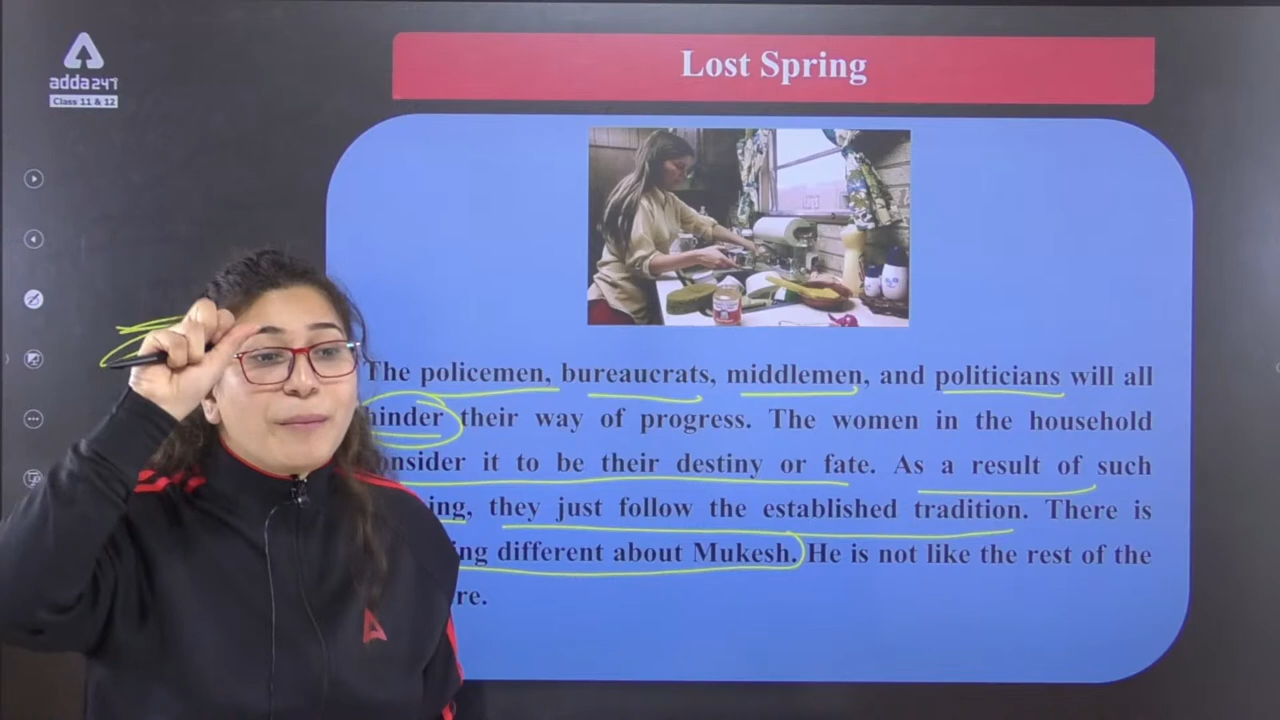 adda247
Class 11 & 12
Lost Spring
The policemen, bureaucrats, middlemen, and politicians will all
hinder their way of progress. The women in the household
consider it to be their destiny or fate. As a result of such
they just follow the established tradition. There is
different about Mukesh. He is not like the rest of the